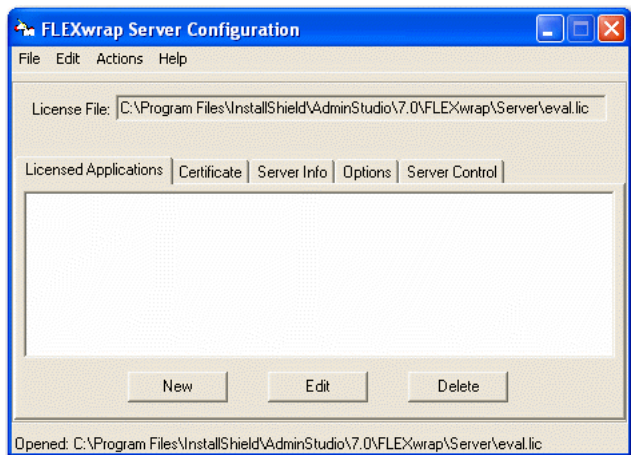 FLEXwrap Server Configuration
File Edit Actions Help
License File: C:\Program Files\InstallShield\AdminStudio\7.0\FLEXwrap\Server\eval.lic
Licensed Applications Certificate Server Info Options Server Control
New Edit Delete
Opened: C:\Program Files\InstallShield\AdminStudio\7.0\FLEXwrap\Server\eval.lic